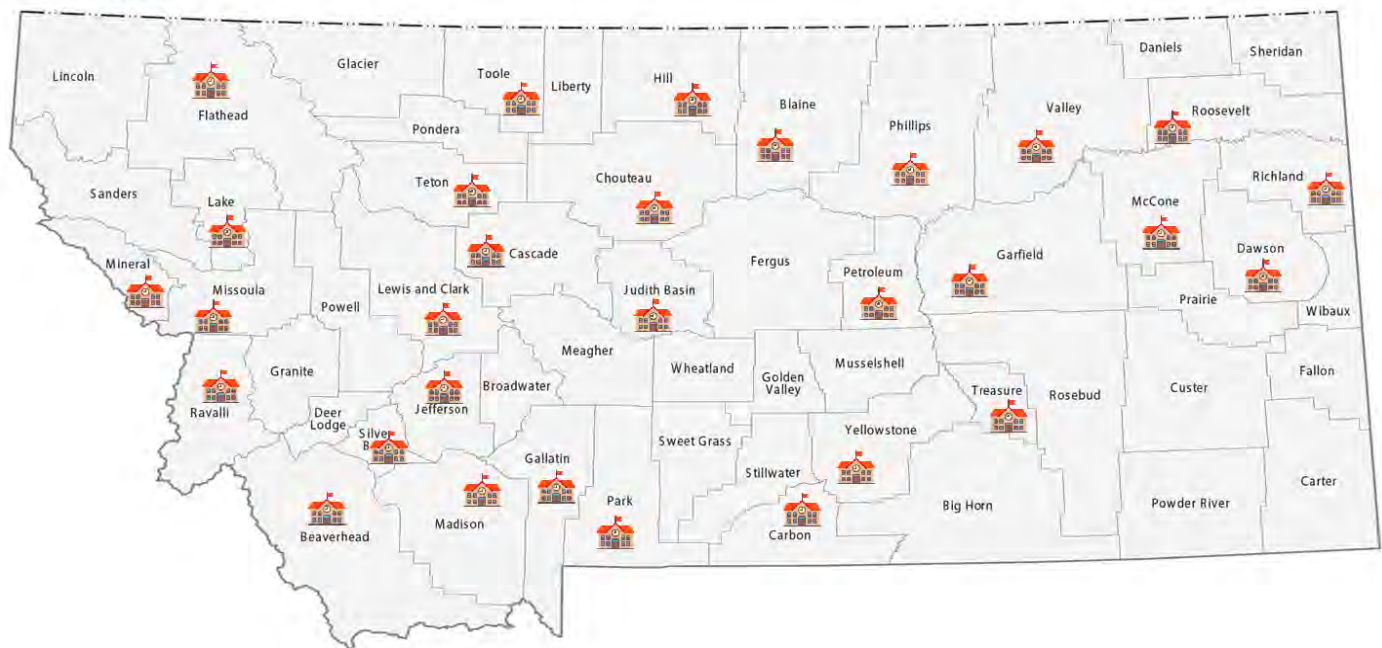 Lincoln
Flathead
Glacier
Toole
Liberty
Hill
Blaine
Phillips
Valley
Daniels
Sheridan
Roosevelt
Pondera
Teton
Chouteau
Richland
McCone
Sanders
Lake
Cascade
Fergus
Petroleum
Garfield
Dawson
Mineral
Missoula
Powell
Lewis and Clark
Judith Basin
Prairie
Wibaux
Meagher
Wheatland
Golden
Valley
Musselshell
Treasure
Rosebud
Custer
Fallon
Granite
Broadwater
Ravalli
Deer
Lodge
Jefferson
Silver
B
Gallatin
Park
Sweet Grass
Stillwater
Yellowstone
Carter
Beaverhead
Madison
Carbon
Big Horn
Powder River